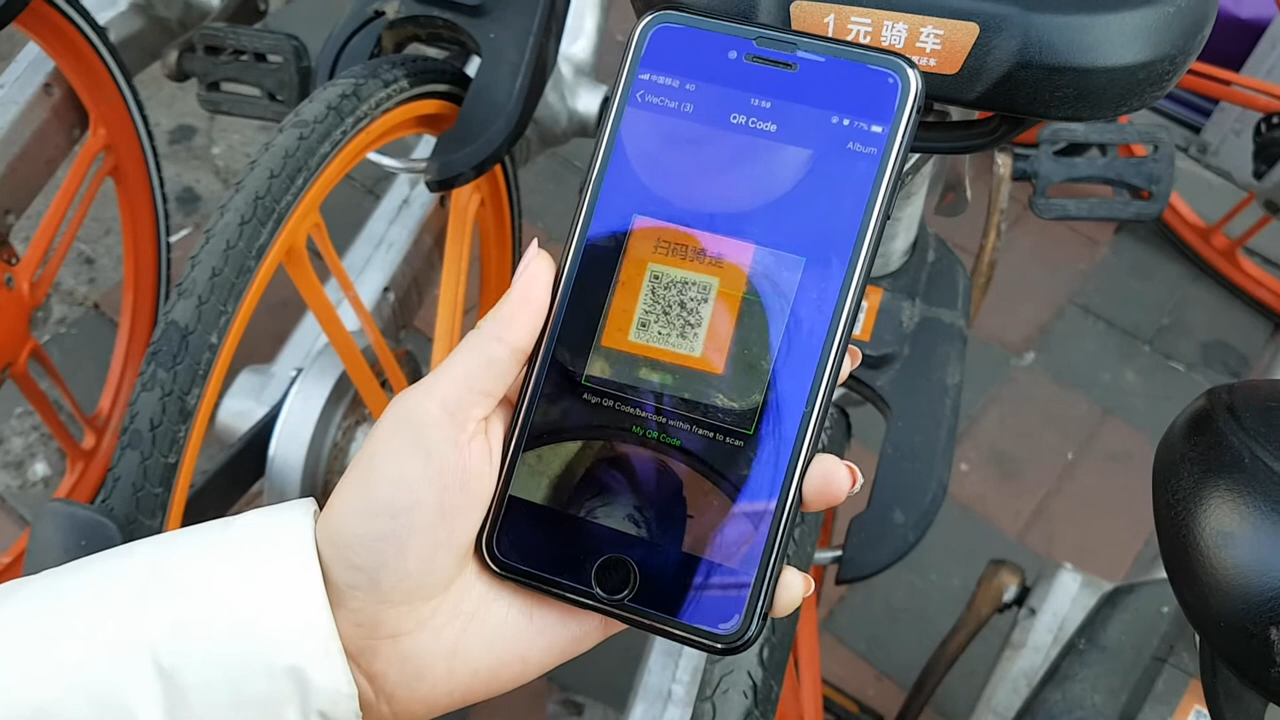 1元骑车
中国移动 4G
13:59
77%
WeChat (3)
QR Code
Album
扫码骑走
Align QR Code/barcode within frame to scan
My QR Code